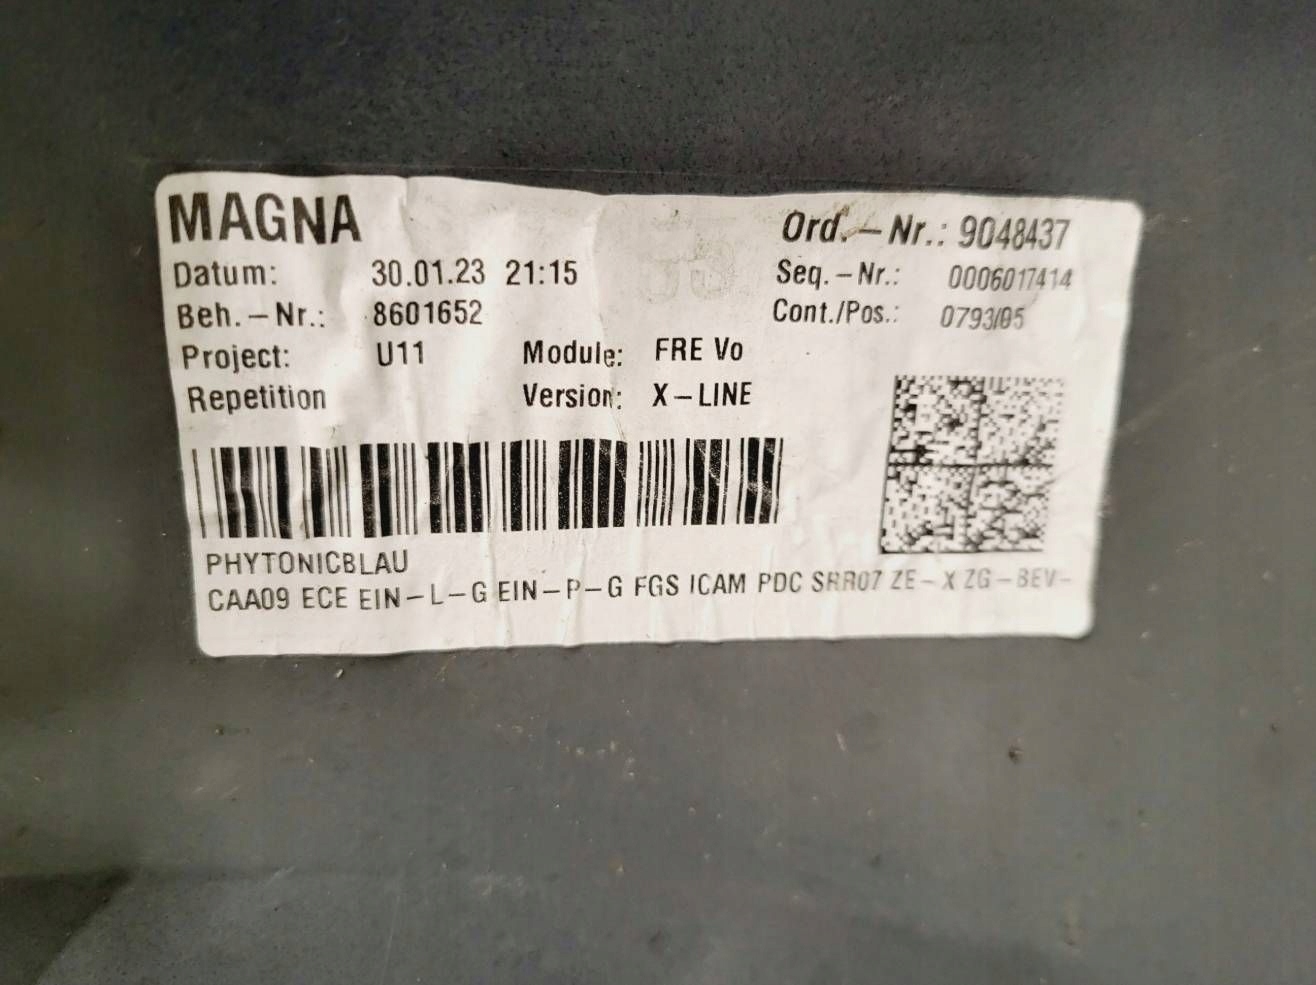 MAGNA
Ord.-Nr.: 9048437
Datum: 30.01.23 21:15
Seq.-Nr.: 0006017414
Beh.-Nr.: 8601652
Cont./Pos.: 0793/05
Project: U11 Module: FRE Vo
Repetition Version: X-LINE
PHYTONICBLAU
CAA09 ECE EIN-L-G EIN-P-G FGS ICAM PDC SRR07 ZE-X ZG-BEV-